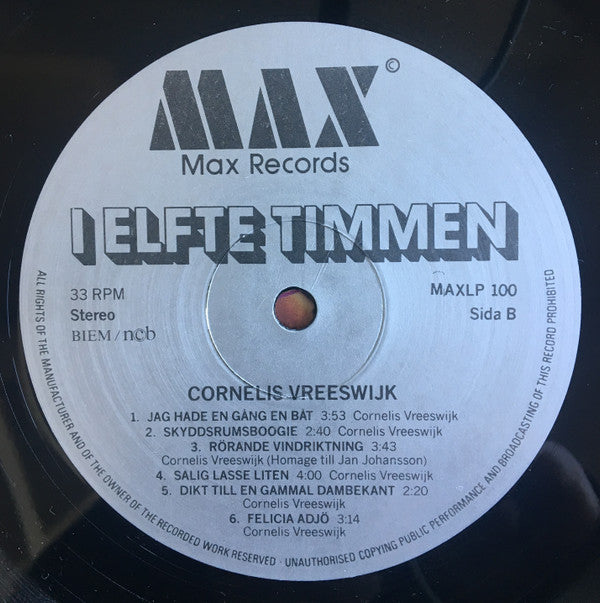 MAX ©
Max Records
I ELFTE TIMMEN
33 RPM
Stereo
BIEM/ncb
MAXLP 100
Sida B
CORNELIS VREESWIJK
1. JAG HADE EN GÅNG EN BÅT 3:53 Cornelis Vreeswijk
2. SKYDDSRUMSBOOGIE 2:40 Cornelis Vreeswijk
3. RÖRANDE VINDRIKTNING 3:43
Cornelis Vreeswijk (Homage till Jan Johansson)
4. SALIG LASSE LITEN 4:00 Cornelis Vreeswijk
5. DIKT TILL EN GAMMAL DAMBEKANT 2:20
Cornelis Vreeswijk
6. FELICIA ADJÖ 3:14
Cornelis Vreeswijk
ALL RIGHTS OF THE MANUFACTURER AND OF THE OWNER OF THE RECORDED WORK RESERVED · UNAUTHORISED COPYING PUBLIC PERFORMANCE AND BROADCASTING OF THIS RECORD PROHIBITED